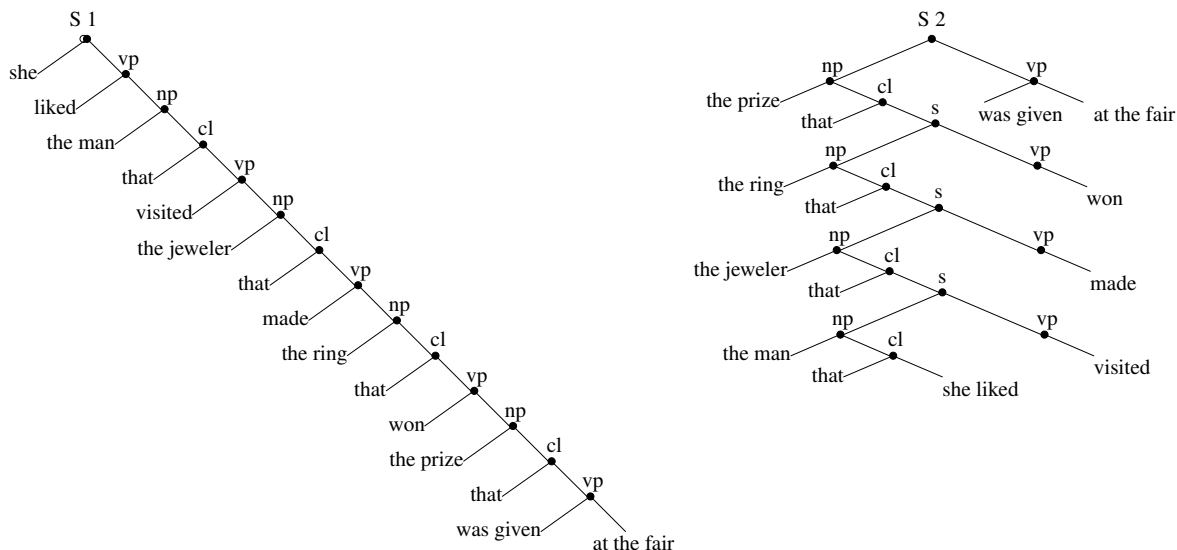 S 1
she
vp
liked
np
the man
cl
that
vp
visited
np
the jeweler
cl
that
vp
made
np
the ring
cl
that
vp
won
np
the prize
cl
that
vp
was given
at the fair
S 2
np
vp
the prize
cl
was given
at the fair
that
s
np
vp
the ring
cl
won
that
s
np
vp
the jeweler
cl
made
that
s
np
vp
the man
cl
visited
that
she liked